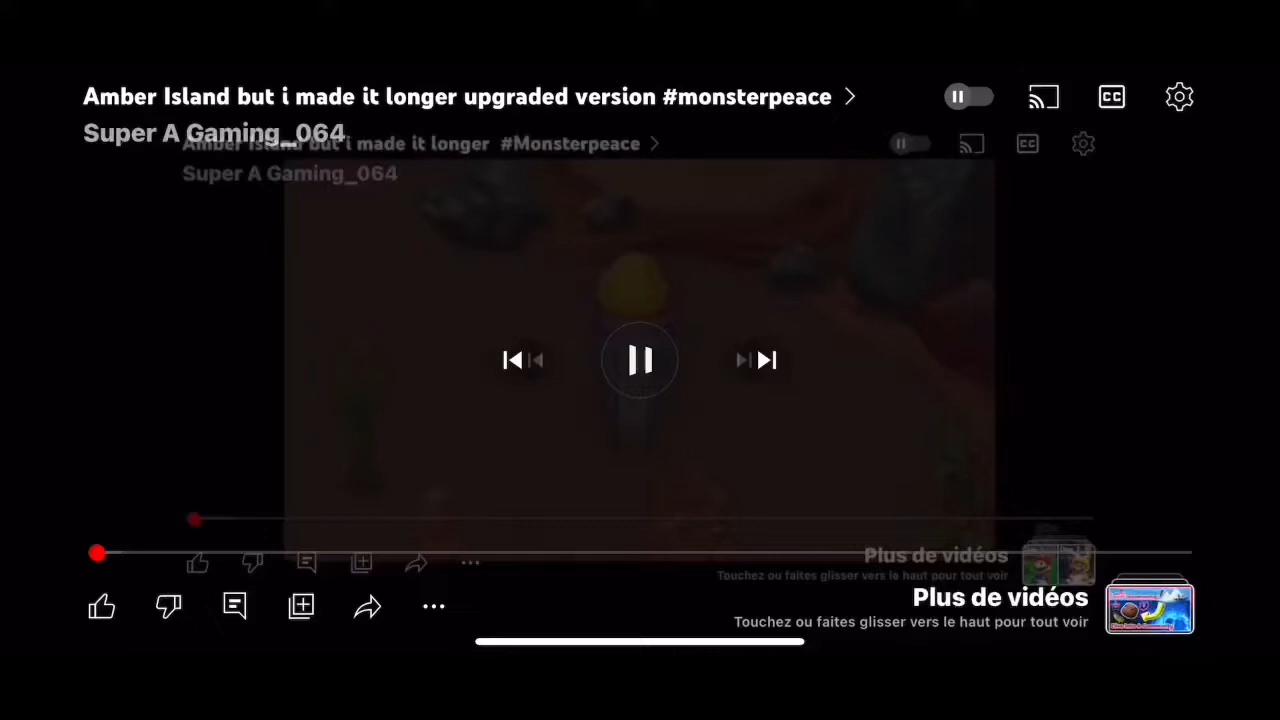 Amber Island but i made it longer upgraded version #monsterpeace
Super A Gaming_064
Amber Island but i made it longer #Monsterpeace
Super A Gaming_064
CC
CC
Plus de vidéos
Touchez ou faites glisser vers le haut pour tout voir
Plus de vidéos
Touchez ou faites glisser vers le haut pour tout voir